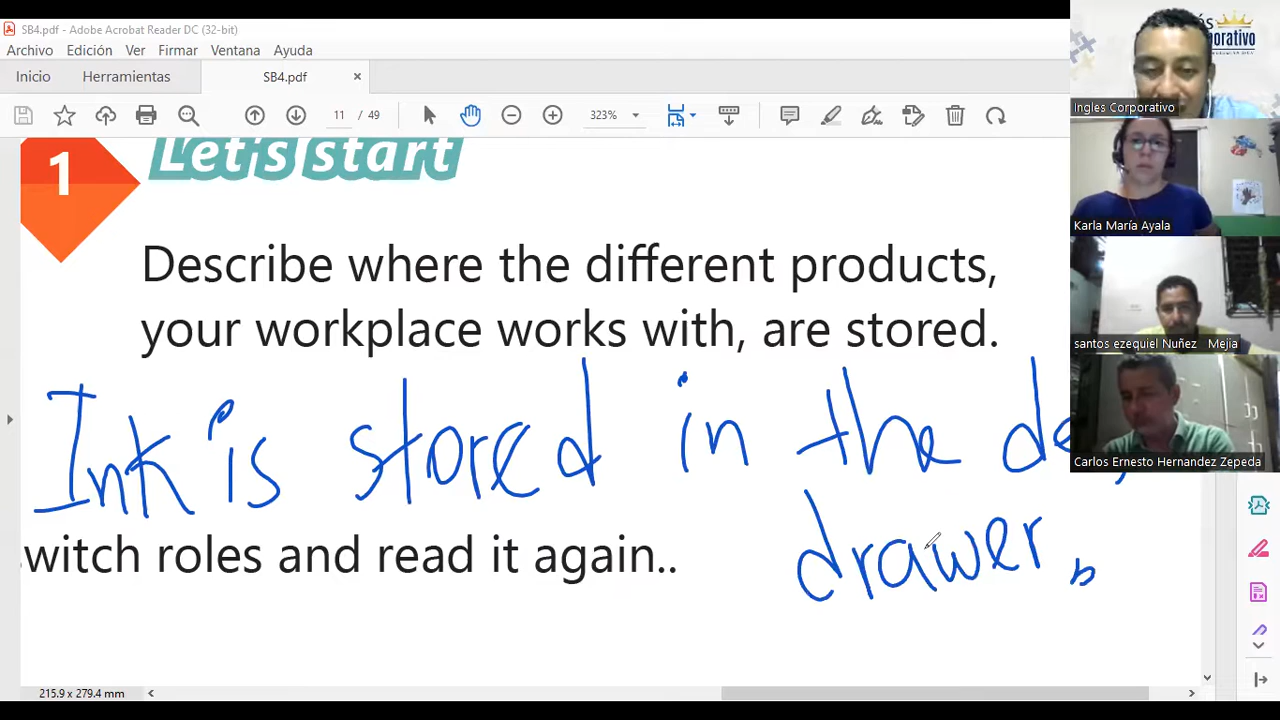 SB4.pdf - Adobe Acrobat Reader DC (32-bit)
Archivo Edición Ver Firmar Ventana Ayuda
Inicio Herramientas SB4.pdf ×
11 / 49 323%
1 Let's start
Describe where the different products,
your workplace works with, are stored.
Ink is stored in the
drawer
witch roles and read it again..
215.9 x 279.4 mm
orativo
Ingles Corporativo
Karla María Ayala
santos ezequiel Nuñez Mejia
Carlos Ernesto Hernandez Zepeda